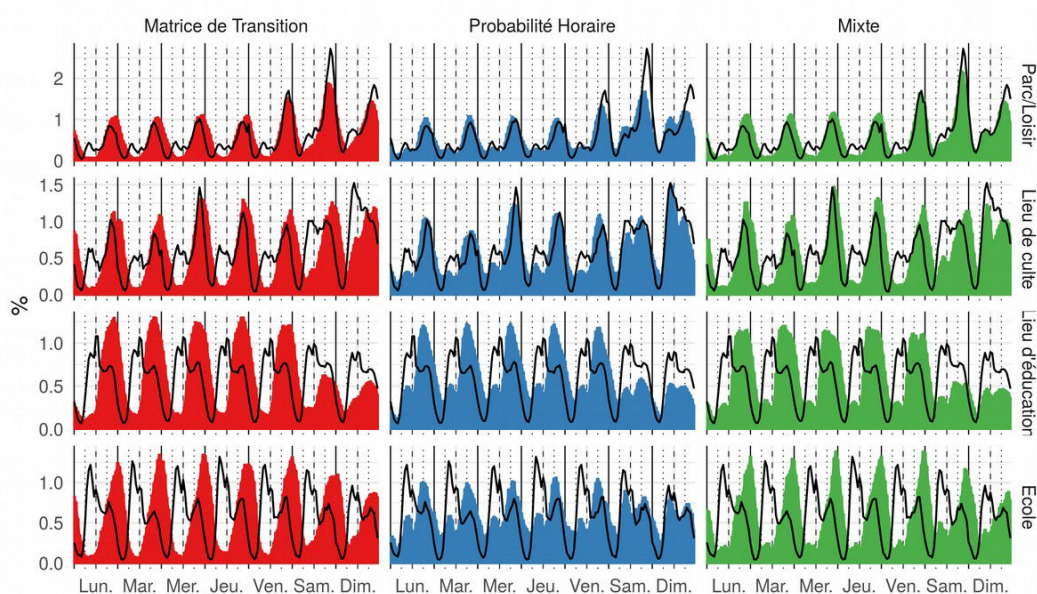 Matrice de Transition Probabilité Horaire Mixte
2
1
0
Parc/Loisir
1.5
1.0
0.5
0.0
Lieu de culte
%
1.0
0.5
0.0
Lieu d'éducation
1.0
0.5
0.0
Ecole
Lun. Mar. Mer. Jeu. Ven. Sam. Dim. Lun. Mar. Mer. Jeu. Ven. Sam. Dim. Lun. Mar. Mer. Jeu. Ven. Sam. Dim.